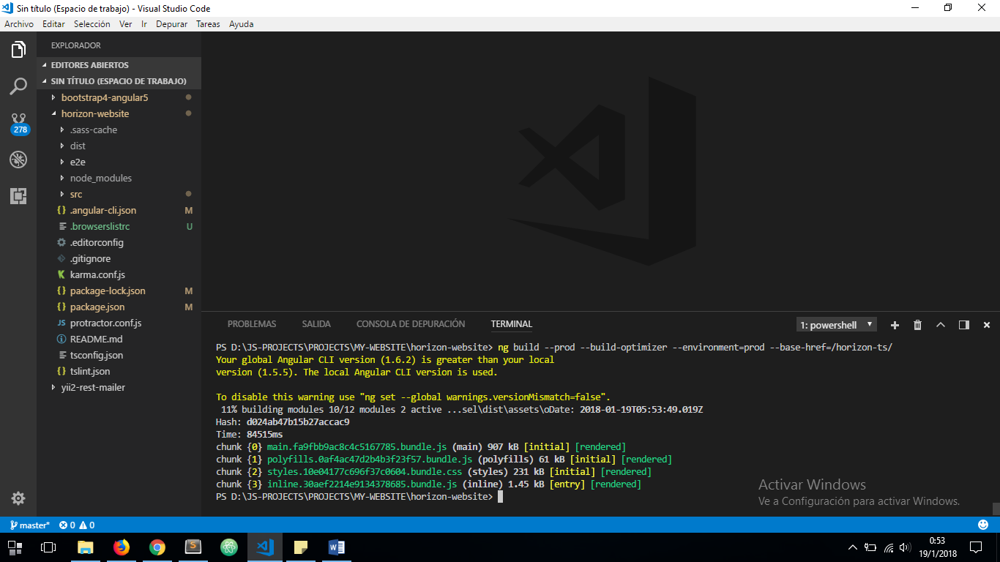 Sin título (Espacio de trabajo) - Visual Studio Code
Archivo Editar Selección Ver Ir Depurar Tareas Ayuda
EXPLORADOR
EDITORES ABIERTOS
SIN TÍTULO (ESPACIO DE TRABAJO)
bootstrap4-angular5
horizon-website
.sass-cache
dist
e2e
node_modules
src
{} .angular-cli.json M
.browserslistrc U
.editorconfig
.gitignore
karma.conf.js
{} package-lock.json M
{} package.json M
JS protractor.conf.js
README.md
tsconfig.json
{} tslint.json
yii2-rest-mailer
278
PROBLEMAS SALIDA CONSOLA DE DEPURACIÓN TERMINAL 1: powershell
PS D:\JS-PROJECTS\PROJECTS\MY-WEBSITE\horizon-website> ng build --prod --build-optimizer --environment=prod --base-href=/horizon-ts/
Your global Angular CLI version (1.6.2) is greater than your local
version (1.5.5). The local Angular CLI version is used.
To disable this warning use "ng set --global warnings.versionMismatch=false".
11% building modules 10/12 modules 2 active ...sel\dist\assets\oDate: 2018-01-19T05:53:49.019Z
Hash: d024ab47b15b27accac9
Time: 84515ms
chunk {0} main.fa9fbb9ac8c4c5167785.bundle.js (main) 907 kB [initial] [rendered]
chunk {1} polyfills.0af4ac47d2b4b3f23f57.bundle.js (polyfills) 61 kB [initial] [rendered]
chunk {2} styles.10e04177c696f37c0604.bundle.css (styles) 231 kB [initial] [rendered]
chunk {3} inline.30aef2214e9134378685.bundle.js (inline) 1.45 kB [entry] [rendered]
PS D:\JS-PROJECTS\PROJECTS\MY-WEBSITE\horizon-website>
Activar Windows
Ve a Configuración para activar Windows.
master* 0 0
0:53
19/1/2018